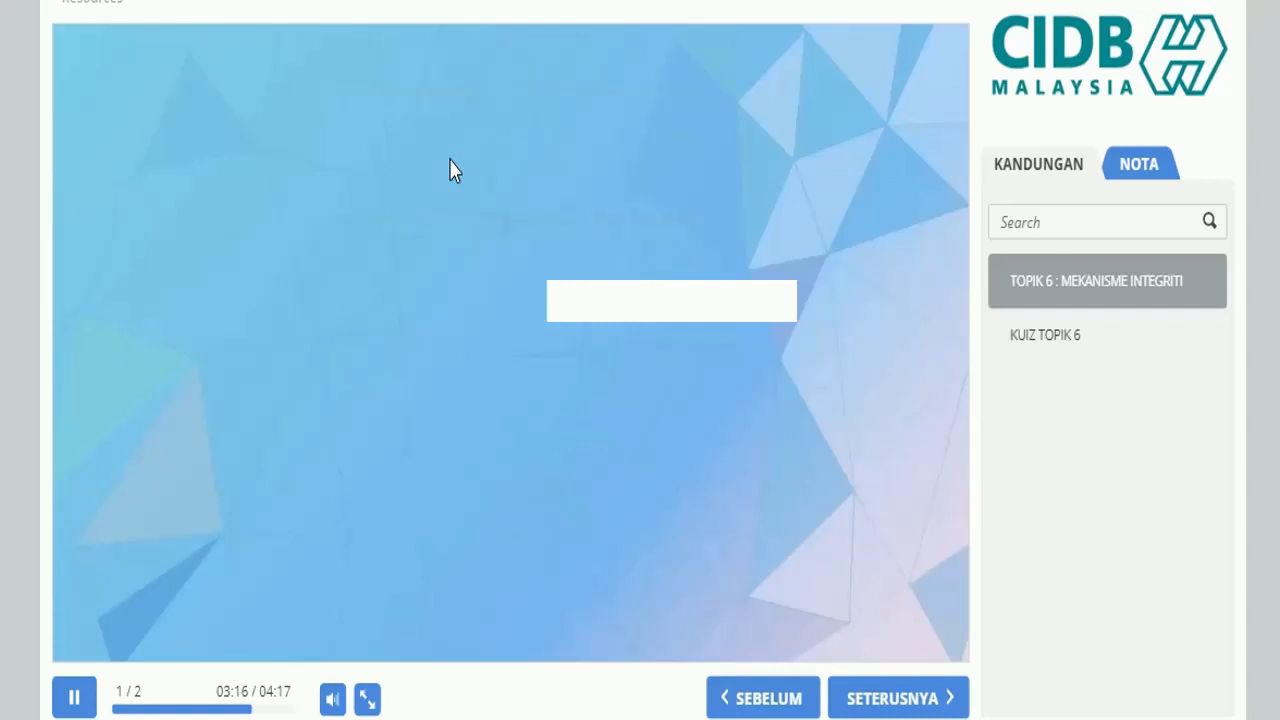 Resources
CIDB
MALAYSIA
KANDUNGAN
NOTA
Search
TOPIK 6 : MEKANISME INTEGRITI
KUIZ TOPIK 6
1 / 2
03:16 / 04:17
SEBELUM
SETERUSNYA